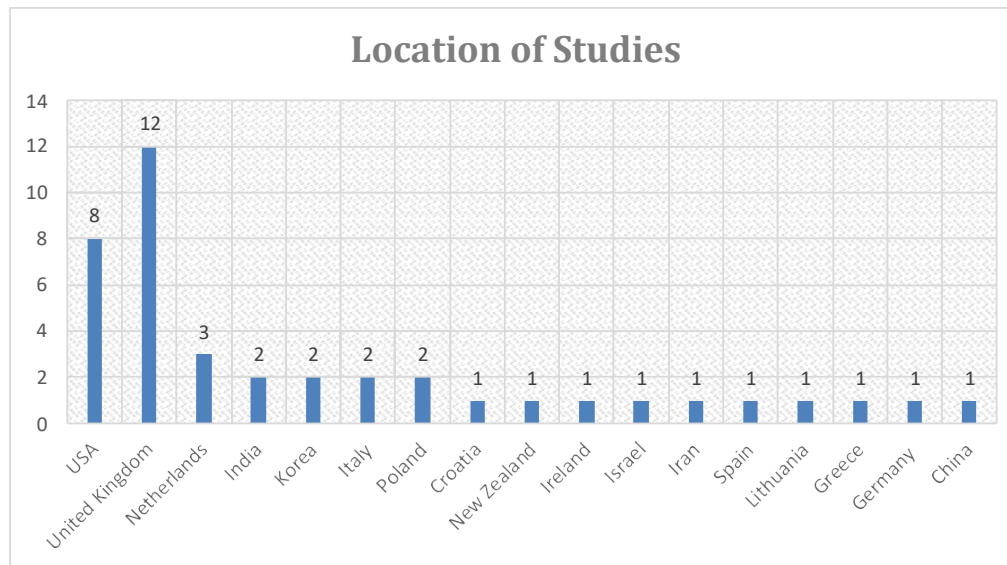 Location of Studies
14
12
10
8
6
4
2
0
8
12
3
2
2
2
2
1
1
1
1
1
1
1
1
1
1
USA
United Kingdom
Netherlands
India
Korea
Italy
Poland
Croatia
New Zealand
Ireland
Israel
Iran
Spain
Lithuania
Greece
Germany
China